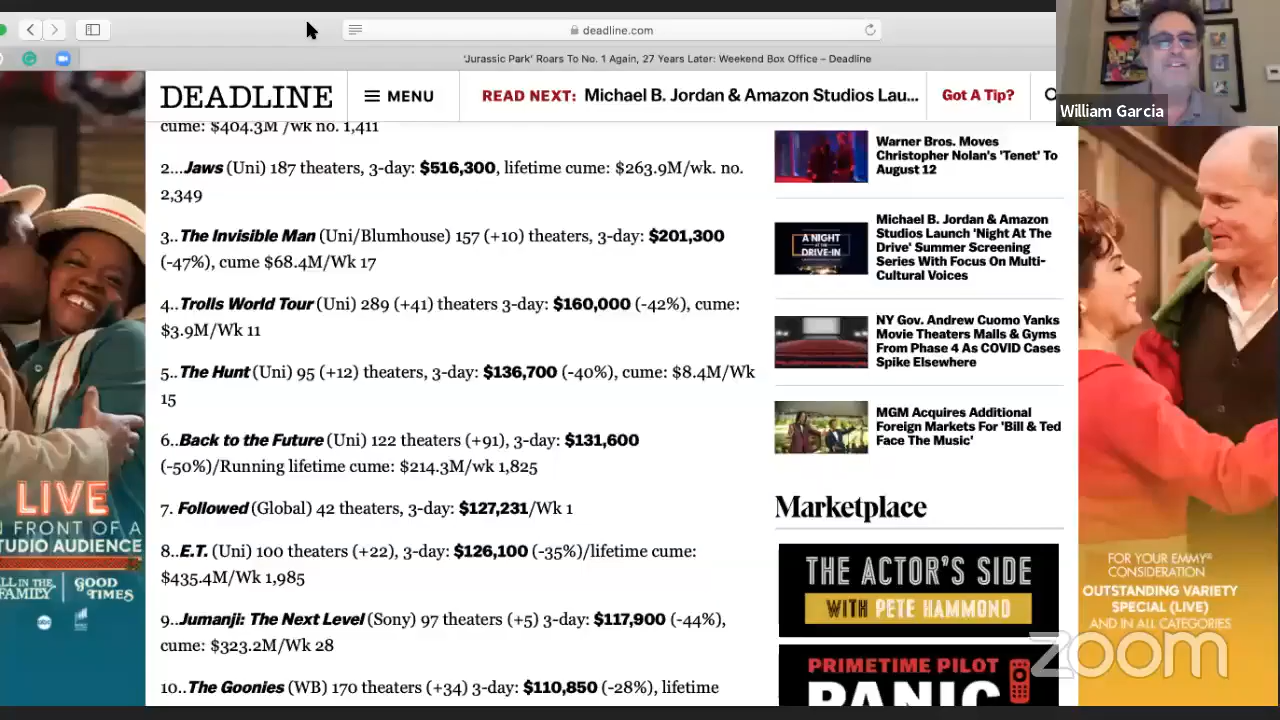 deadline.com
'Jurassic Park' Roars To No. 1 Again, 27 Years Later: Weekend Box Office – Deadline
DEADLINE
MENU
READ NEXT: Michael B. Jordan & Amazon Studios Lau...
Got A Tip?
William Garcia
cume: $404.3M /wk no. 1,411
2...Jaws (Uni) 187 theaters, 3-day: $516,300, lifetime cume: $263.9M/wk. no.
2,349
3..The Invisible Man (Uni/Blumhouse) 157 (+10) theaters, 3-day: $201,300
(-47%), cume $68.4M/Wk 17
4..Trolls World Tour (Uni) 289 (+41) theaters 3-day: $160,000 (-42%), cume:
$3.9M/Wk 11
5..The Hunt (Uni) 95 (+12) theaters, 3-day: $136,700 (-40%), cume: $8.4M/Wk
15
6..Back to the Future (Uni) 122 theaters (+91), 3-day: $131,600
(-50%)/Running lifetime cume: $214.3M/wk 1,825
7. Followed (Global) 42 theaters, 3-day: $127,231/Wk 1
8..E.T. (Uni) 100 theaters (+22), 3-day: $126,100 (-35%)/lifetime cume:
$435.4M/Wk 1,985
9..Jumanji: The Next Level (Sony) 97 theaters (+5) 3-day: $117,900 (-44%),
cume: $323.2M/Wk 28
10..The Goonies (WB) 170 theaters (+34) 3-day: $110,850 (-28%), lifetime
Warner Bros. Moves
Christopher Nolan's 'Tenet' To
August 12
A NIGHT
AT THE
DRIVE-IN
Michael B. Jordan & Amazon
Studios Launch 'Night At The
Drive' Summer Screening
Series With Focus On Multi-
Cultural Voices
NY Gov. Andrew Cuomo Yanks
Movie Theaters Malls & Gyms
From Phase 4 As COVID Cases
Spike Elsewhere
MGM Acquires Additional
Foreign Markets For 'Bill & Ted
Face The Music'
Marketplace
THE ACTOR'S SIDE
WITH PETE HAMMOND
PRIMETIME PILOT
PANIC
LIVE
N FRONT OF A
TUDIO AUDIENCE
ALL IN THE
FAMILY
GOOD
TIMES
abc
FOR YOUR EMMY®
CONSIDERATION
OUTSTANDING VARIETY
SPECIAL (LIVE)
AND IN ALL CATEGORIES
zoom